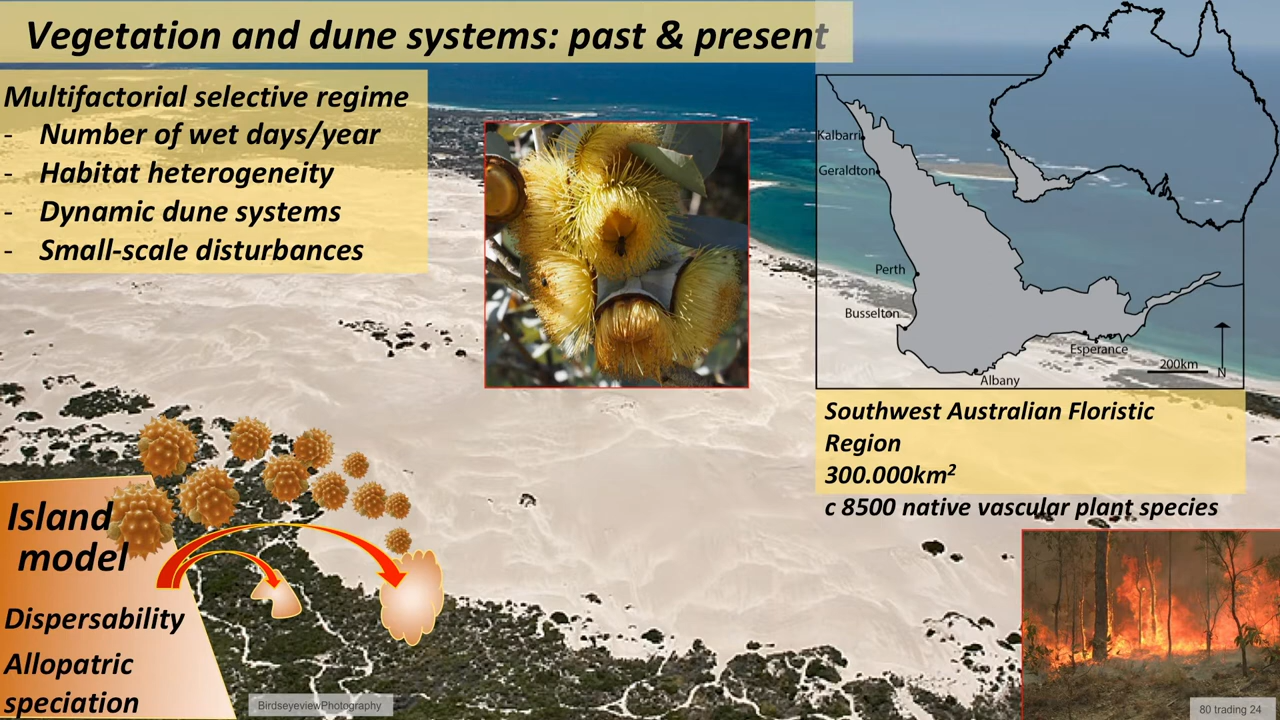 Vegetation and dune systems: past & present
Multifactorial selective regime
- Number of wet days/year
- Habitat heterogeneity
- Dynamic dune systems
- Small-scale disturbances
Kalbarri
Geraldton
Perth
Busselton
Albany
Esperance
200km
N
Southwest Australian Floristic
Region
300.000km²
c 8500 native vascular plant species
Island
model
Dispersability
Allopatric
speciation
BirdseyeviewPhotography
80 trading 24